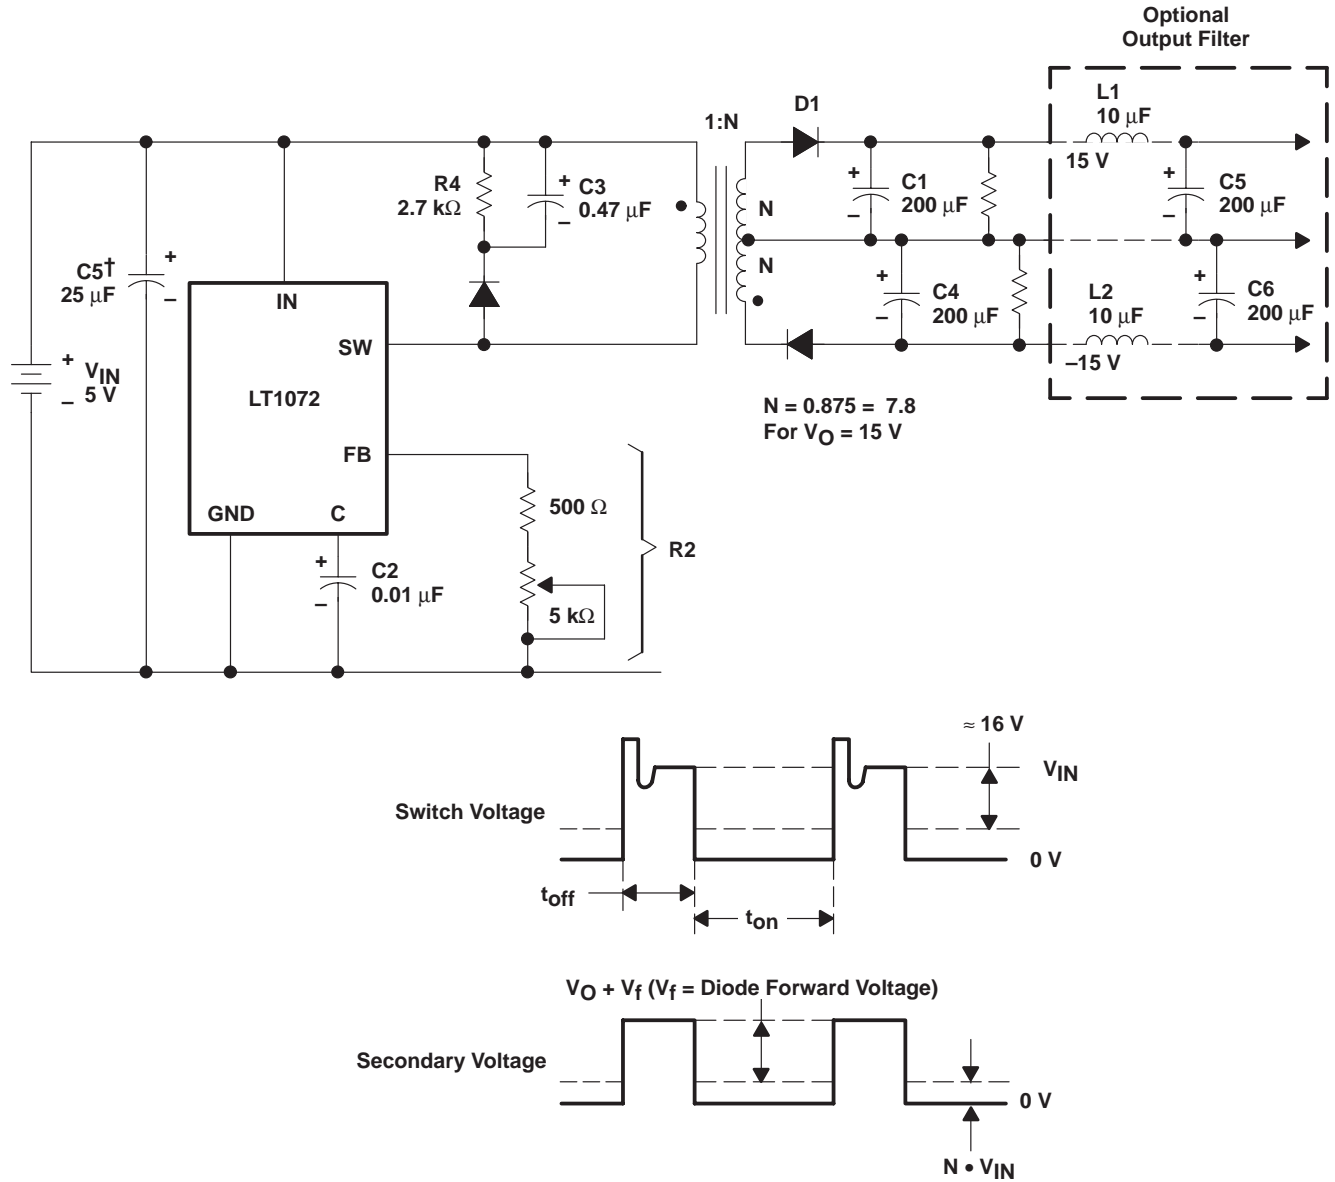 Optional
Output Filter
L1
10 μF
D1
1:N
15 V
R4
2.7 kΩ
+
C3
0.47 μF
–
+
C1
200 μF
–
+
C5
200 μF
–
N
N
C5†
25 μF
+
–
IN
SW
LT1072
FB
GND
C
+
VIN
5 V
–
+
C4
200 μF
–
L2
10 μF
–15 V
+
C6
200 μF
–
N = 0.875 = 7.8
For VO = 15 V
500 Ω
R2
5 kΩ
+
C2
0.01 μF
–
≈ 16 V
VIN
Switch Voltage
0 V
toff
ton
VO + Vf (Vf = Diode Forward Voltage)
Secondary Voltage
0 V
N • VIN